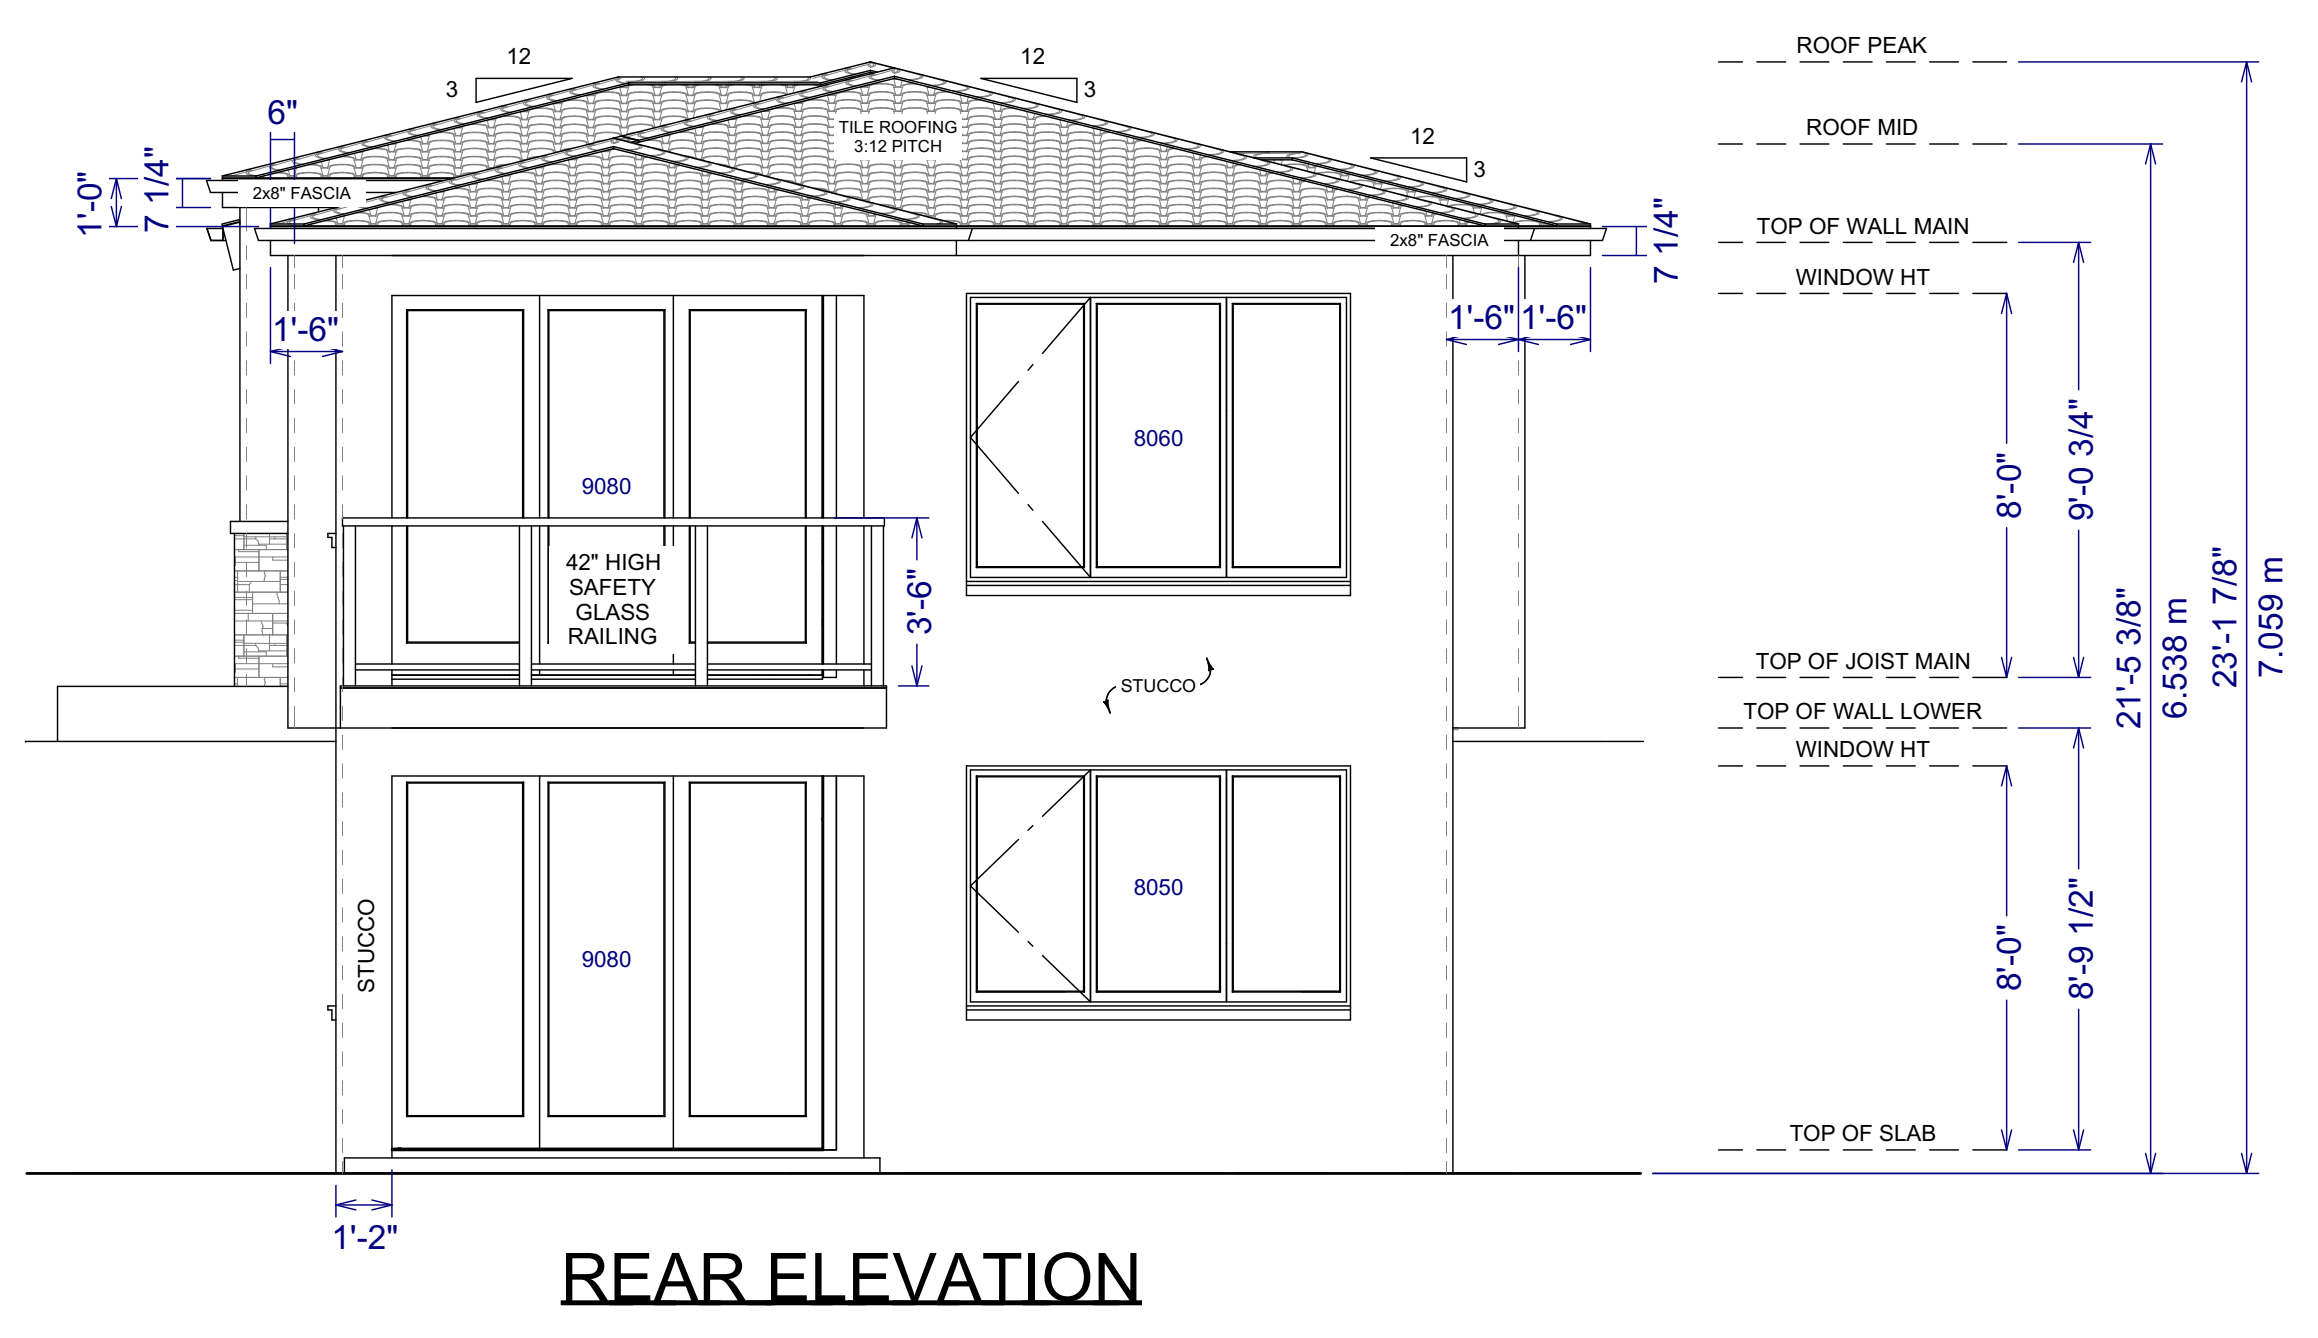 ROOF PEAK
12
12
3
3
6"
ROOF MID
TILE ROOFING
3:12 PITCH
12
3
1'-0"
7 1/4"
2x8" FASCIA
7 1/4"
TOP OF WALL MAIN
2x8" FASCIA
WINDOW HT
1'-6"
1'-6"
1'-6"
8060
9080
8'-0"
9'-0 3/4"
42" HIGH
SAFETY
GLASS
RAILING
3'-6"
21'-5 3/8"
6.538 m
23'-1 7/8"
7.059 m
TOP OF JOIST MAIN
STUCCO
TOP OF WALL LOWER
WINDOW HT
8050
STUCCO
9080
8'-0"
8'-9 1/2"
TOP OF SLAB
1'-2"
REAR ELEVATION